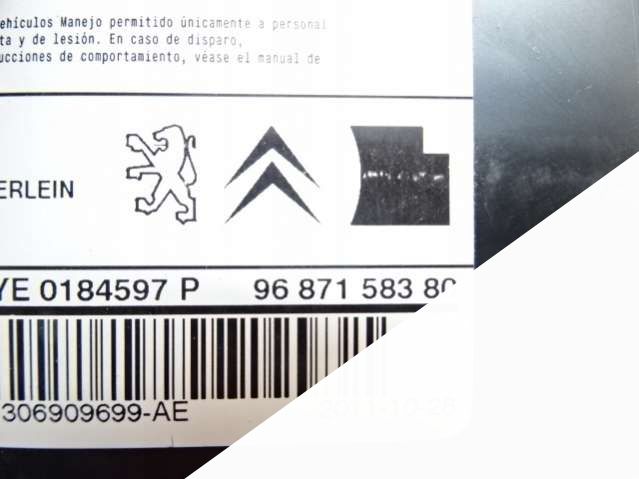 ehículos Manejo permitido únicamente a personal
ta y de lesión. En caso de disparo,
ucciones de comportamiento, véase el manual de
ERLEIN
YE 0184597 P 96 871 583 80
306909699-AE 2011-10-28